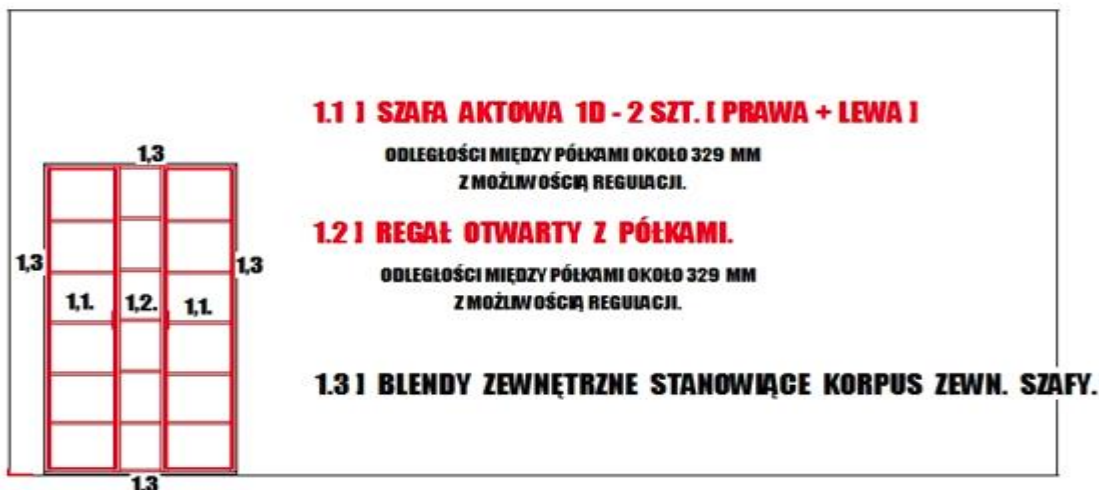 1.1 ] SZAFA AKTOWA 1D - 2 SZT. [ PRAWA + LEWA ]
ODLEGŁOŚCI MIĘDZY PÓŁKAMI OKOŁO 329 MM
Z MOŻLIWOŚCIĄ REGULACJI.
1.2 ] REGAŁ OTWARTY Z PÓŁKAMI.
ODLEGŁOŚCI MIĘDZY PÓŁKAMI OKOŁO 329 MM
Z MOŻLIWOŚCIĄ REGULACJI.
1.3 ] BLENDY ZEWNĘTRZNE STANOWIĄCE KORPUS ZEWN. SZAFY.
1,3
1,3
1,3
1,1.
1,2.
1,1.
1.3